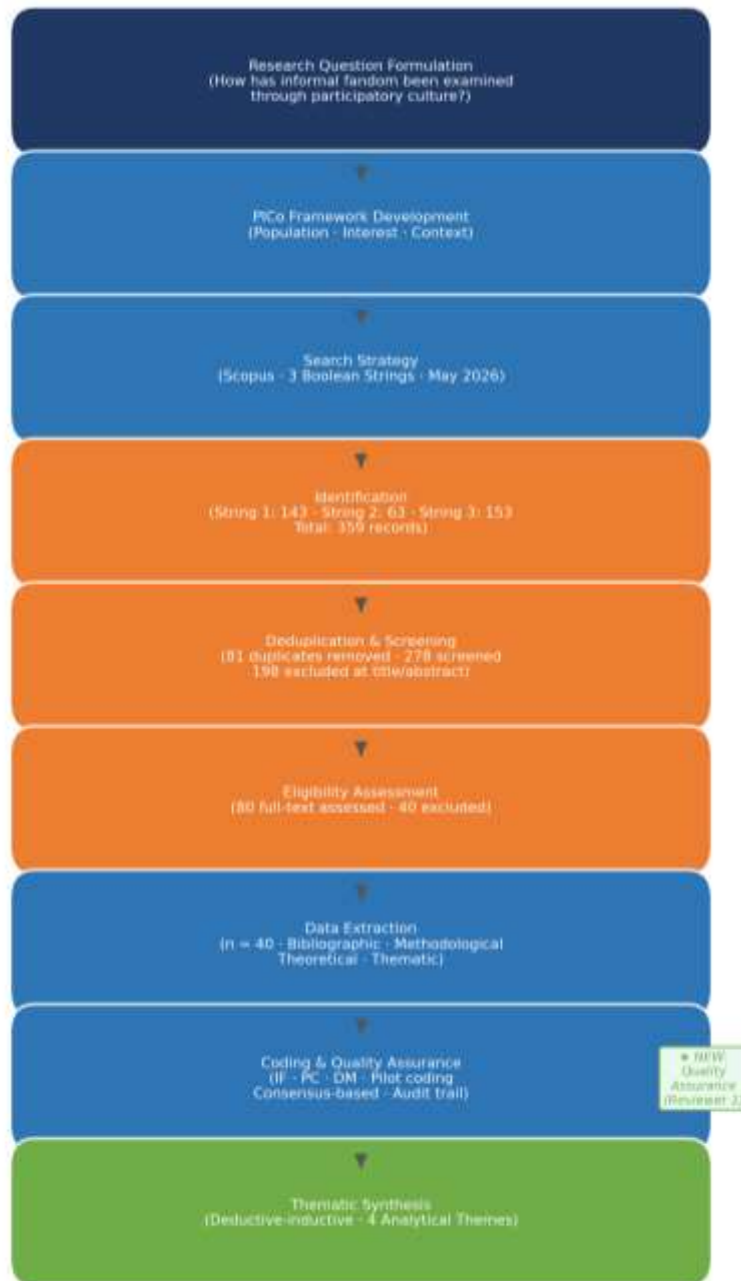 Research Question Formulation
(How has informal fandom been examined
through participatory culture?)
PICo Framework Development
(Population · Interest · Context)
Search Strategy
(Scopus · 3 Boolean Strings · May 2026)
Identification
(String 1: 143 · String 2: 63 · String 3: 153
Total: 359 records)
Deduplication & Screening
(81 duplicates removed · 278 screened
198 excluded at title/abstract)
Eligibility Assessment
(80 full-text assessed · 40 excluded)
Data Extraction
(n = 40 · Bibliographic · Methodological
Theoretical · Thematic)
Coding & Quality Assurance
(IF · PC · DM · Pilot coding
Consensus-based · Audit trail)
NEW
Quality
Assurance
(Reviewer
Thematic Synthesis
(Deductive-inductive · 4 Analytical Themes)